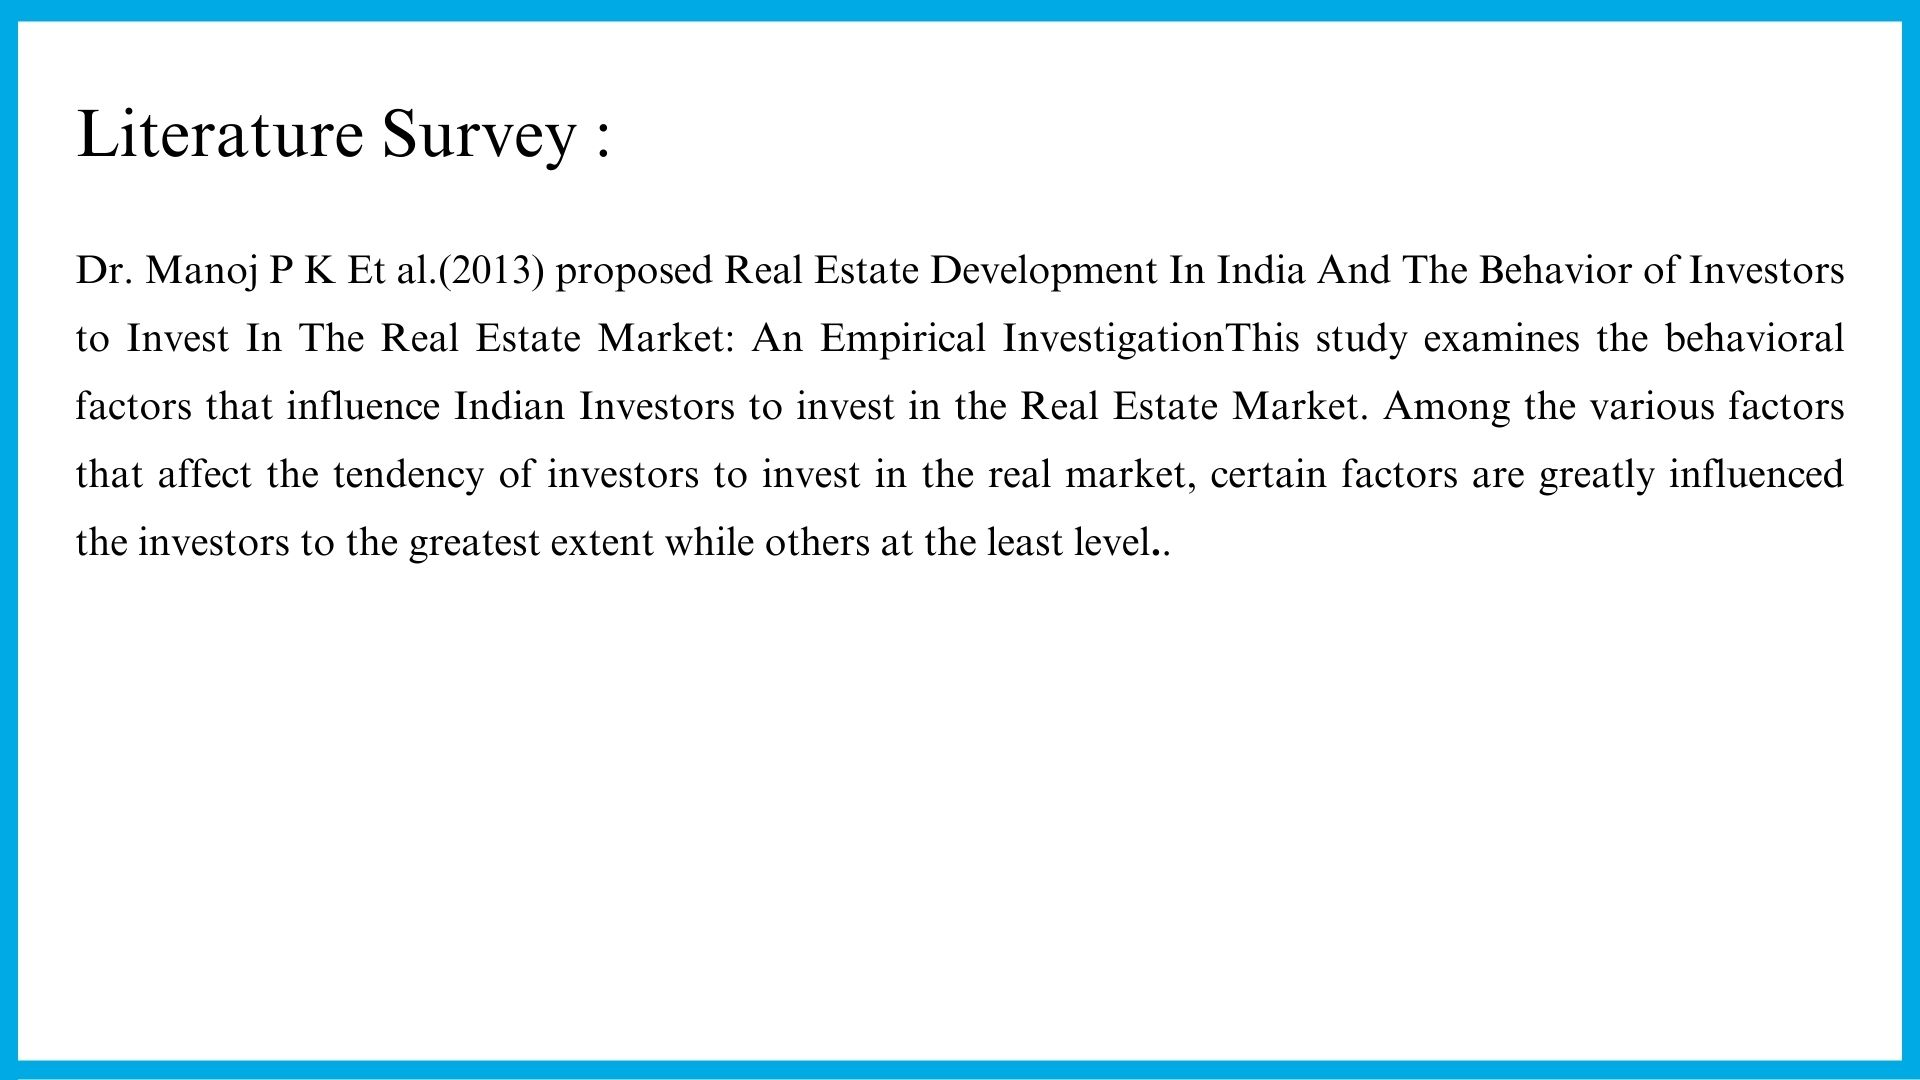 Literature Survey :
Dr. Manoj P K Et al.(2013) proposed Real Estate Development In India And The Behavior of Investors
to Invest In The Real Estate Market: An Empirical InvestigationThis study examines the behavioral
factors that influence Indian Investors to invest in the Real Estate Market. Among the various factors
that affect the tendency of investors to invest in the real market, certain factors are greatly influenced
the investors to the greatest extent while others at the least level..